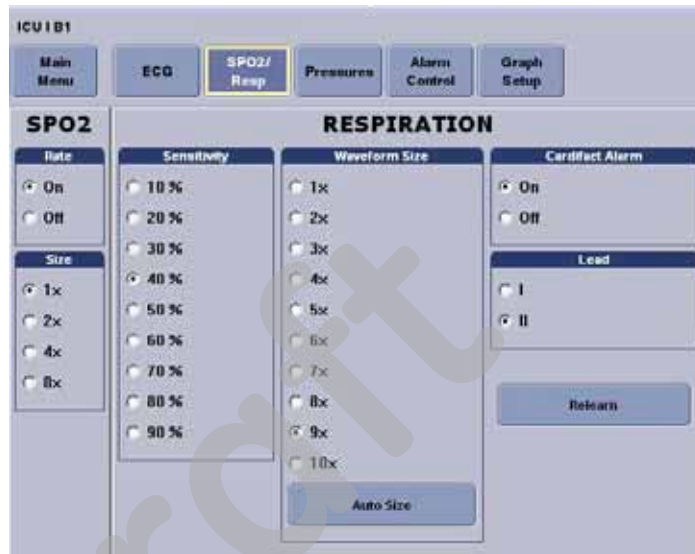 ICU1B1
Main
Menu
ECG
SPO2/
Resp
Pressures
Alarm
Control
Graph
Setup
SPO2
Rate
On
Off
Size
1x
2x
4x
8x
RESPIRATION
Sensitivity
10 %
20 %
30 %
40 %
50 %
60 %
70 %
80 %
90 %
Waveform Size
1x
2x
3x
4x
5x
6x
7x
8x
9x
10x
Auto Size
Cardifact Alarm
On
Off
Lead
I
II
Relearn